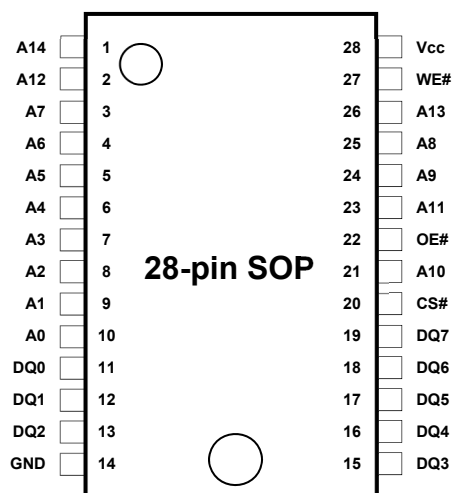 A14 1 28 Vcc
A12 2 27 WE#
A7 3 26 A13
A6 4 25 A8
A5 5 24 A9
A4 6 23 A11
A3 7 22 OE#
A2 8 28-pin SOP 21 A10
A1 9 20 CS#
A0 10 19 DQ7
DQ0 11 18 DQ6
DQ1 12 17 DQ5
DQ2 13 16 DQ4
GND 14 15 DQ3